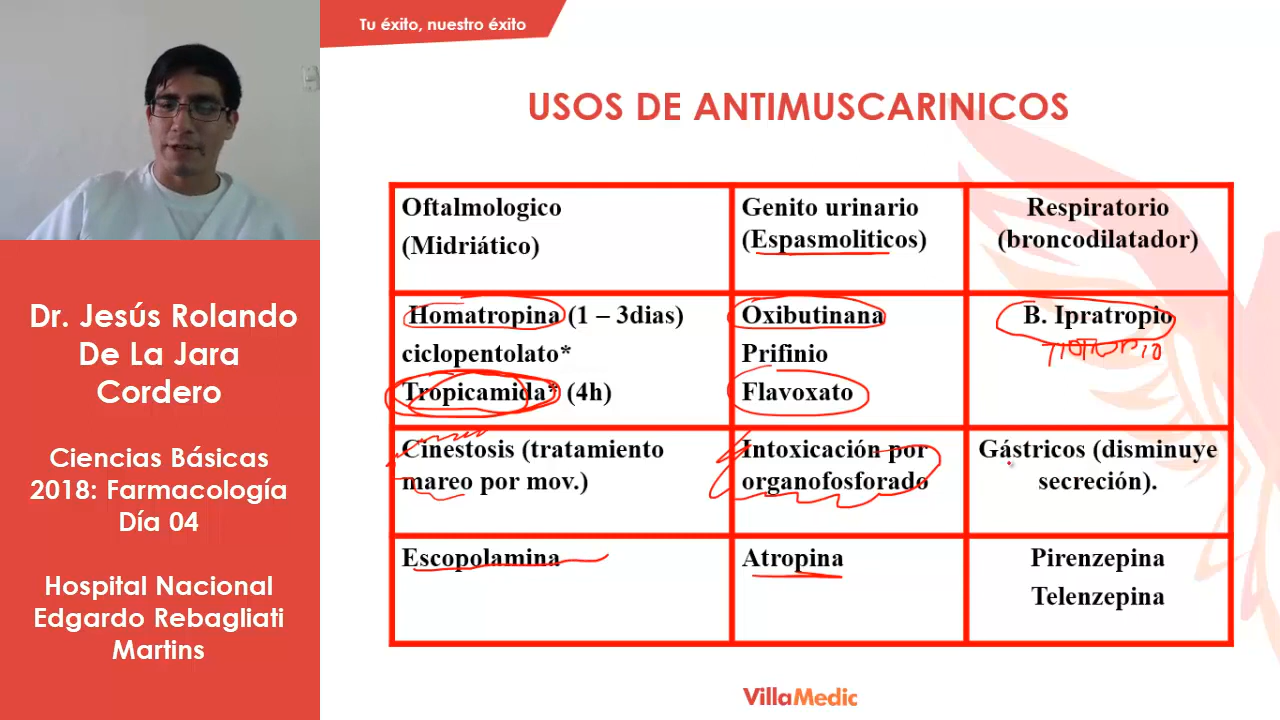 Tu éxito, nuestro éxito
USOS DE ANTIMUSCARINICOS
Oftalmologico
(Midriático)
Genito urinario
(Espasmoliticos)
Respiratorio
(broncodilatador)
Homatropina (1 – 3dias)
ciclopentolato*
Tropicamida* (4h)
Oxibutinana
Prifinio
Flavoxato
B. Ipratropio
TIOTROPIO
Cinestosis (tratamiento
mareo por mov.)
Intoxicación por
organofosforado
Gástricos (disminuye
secreción).
Escopolamina
Atropina
Pirenzepina
Telenzepina
Dr. Jesús Rolando
De La Jara
Cordero
Ciencias Básicas
2018: Farmacología
Día 04
Hospital Nacional
Edgardo Rebagliati
Martins
VillaMedic